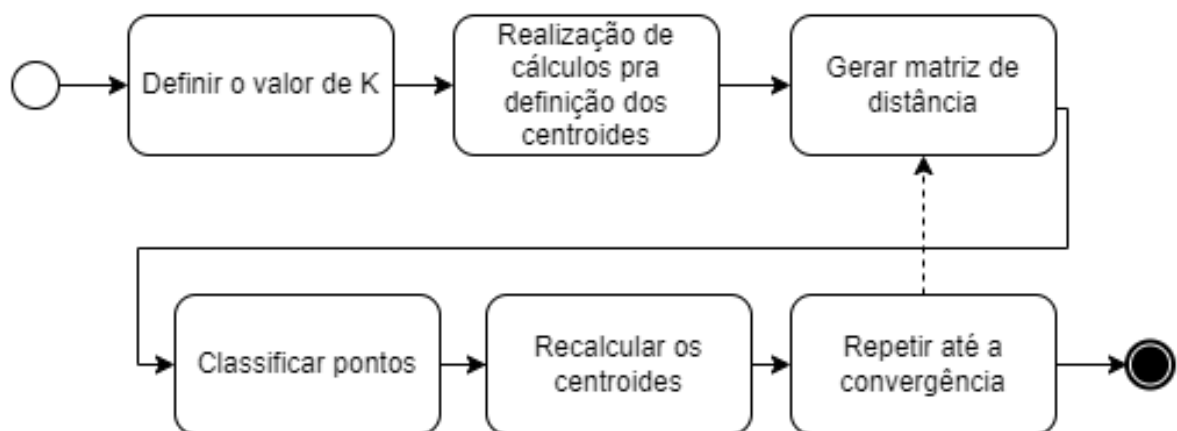 Definir o valor de K
Realização de
cálculos pra
definição dos
centroides
Gerar matriz de
distância
Classificar pontos
Recalcular os
centroides
Repetir até a
convergência